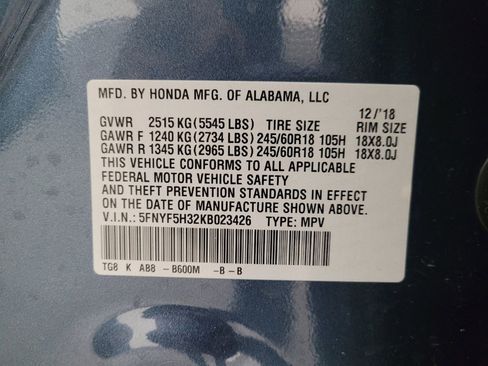 MFD. BY HONDA MFG. OF ALABAMA, LLC
12/'18
GVWR 2515 KG (5545 LBS) TIRE SIZE RIM SIZE
GAWR F 1240 KG (2734 LBS) 245/60R18 105H 18X8.0J
GAWR R 1345 KG (2965 LBS) 245/60R18 105H 18X8.0J
THIS VEHICLE CONFORMS TO ALL APPLICABLE
FEDERAL MOTOR VEHICLE SAFETY
AND THEFT PREVENTION STANDARDS IN EFFECT
ON THE DATE OF MANUFACTURE SHOWN ABOVE.
V.I.N.: 5FNYF5H32KB023426 TYPE: MPV
TG8 K AB8 - B600M - B - B